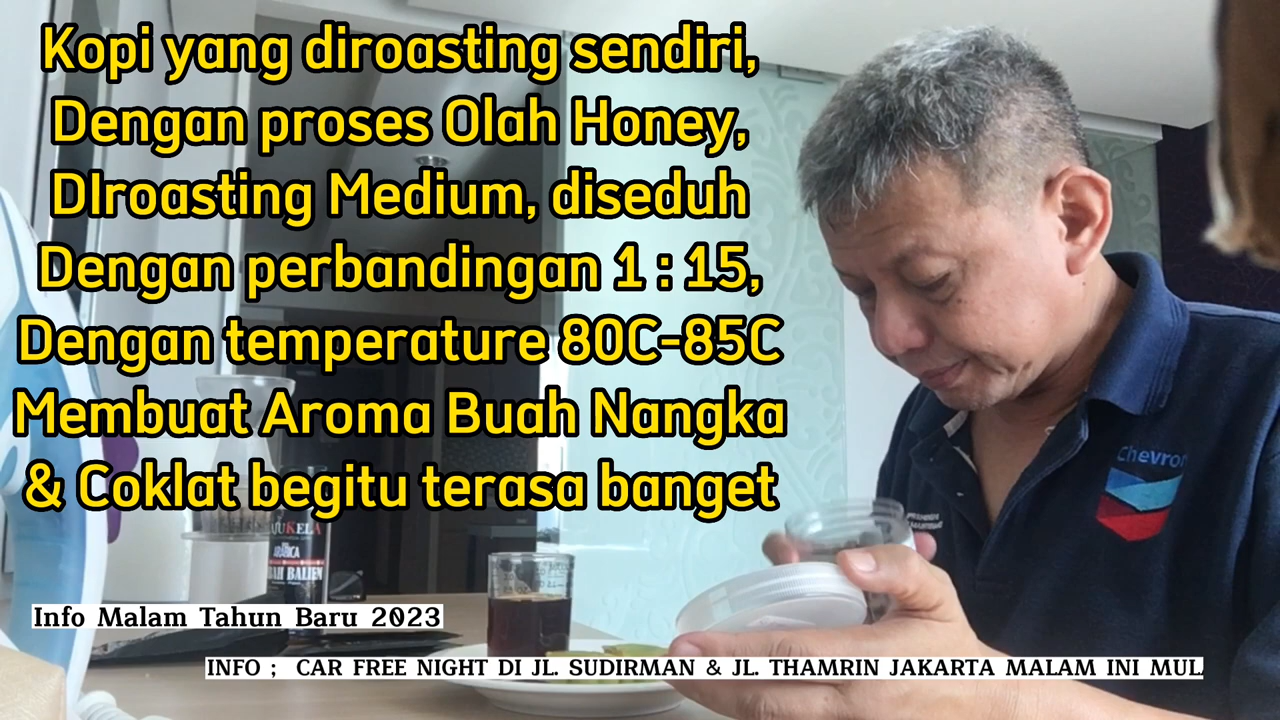 Kopi yang diroasting sendiri,
Dengan proses Olah Honey,
DIroasting Medium, diseduh
Dengan perbandingan 1 : 15,
Dengan temperature 80C-85C
Membuat Aroma Buah Nangka
& Coklat begitu terasa banget
Chevron
ARABICA
Info Malam Tahun Baru 2023
INFO ; CAR FREE NIGHT DI JL. SUDIRMAN & JL. THAMRIN JAKARTA MALAM INI MUL